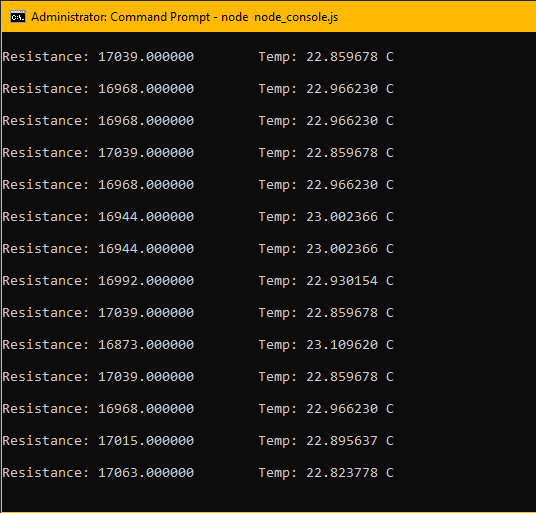 Administrator: Command Prompt - node  node_console.js
Resistance: 17039.000000        Temp: 22.859678 C
Resistance: 16968.000000        Temp: 22.966230 C
Resistance: 16968.000000        Temp: 22.966230 C
Resistance: 17039.000000        Temp: 22.859678 C
Resistance: 16968.000000        Temp: 22.966230 C
Resistance: 16944.000000        Temp: 23.002366 C
Resistance: 16944.000000        Temp: 23.002366 C
Resistance: 16992.000000        Temp: 22.930154 C
Resistance: 17039.000000        Temp: 22.859678 C
Resistance: 16873.000000        Temp: 23.109620 C
Resistance: 17039.000000        Temp: 22.859678 C
Resistance: 16968.000000        Temp: 22.966230 C
Resistance: 17015.000000        Temp: 22.895637 C
Resistance: 17063.000000        Temp: 22.823778 C